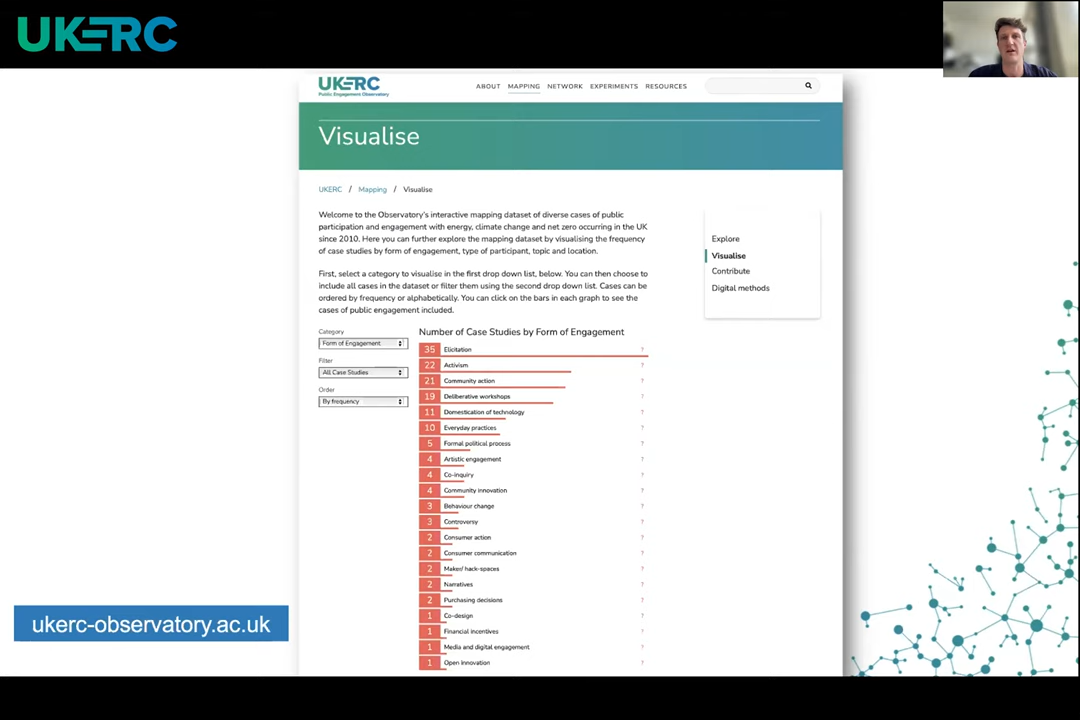 UKERC
UKERC
Public Engagement Observatory
ABOUT MAPPING NETWORK EXPERIMENTS RESOURCES
Visualise
UKERC / Mapping / Visualise
Welcome to the Observatory's interactive mapping dataset of diverse cases of public
participation and engagement with energy, climate change and net zero occurring in the UK
since 2010. Here you can further explore the mapping dataset by visualising the frequency
of case studies by form of engagement, type of participant, topic and location.
First, select a category to visualise in the first drop down list, below. You can then choose to
include all cases in the dataset or filter them using the second drop down list. Cases can be
ordered by frequency or alphabetically. You can click on the bars in each graph to see the
cases of public engagement included.
Explore
Visualise
Contribute
Digital methods
Category
Form of Engagement
Filter
All Case Studies
Order
By frequency
Number of Case Studies by Form of Engagement
35 Elicitation ?
22 Activism ?
21 Community action ?
19 Deliberative workshops ?
11 Domestication of technology ?
10 Everyday practices ?
5 Formal political process ?
4 Artistic engagement ?
4 Co-inquiry ?
4 Community innovation ?
3 Behaviour change ?
3 Controversy ?
2 Consumer action ?
2 Consumer communication ?
2 Maker/ hack-spaces ?
2 Narratives ?
2 Purchasing decisions ?
1 Co-design ?
1 Financial incentives ?
1 Media and digital engagement ?
1 Open innovation ?
ukerc-observatory.ac.uk